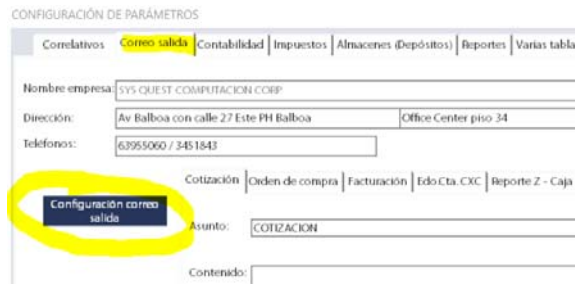 CONFIGURACIÓN DE PARÁMETROS
Correlativos Correo salida Contabilidad Impuestos Almacenes (Depósitos) Reportes Varias tabla
Nombre empresa: SYS QUEST COMPUTACION CORP
Dirección: Av Balboa con calle 27 Este PH Balboa Office Center piso 34
Teléfonos: 63955060 / 3451843
Cotización Orden de compra Facturación Edo.Cta. CXC Reporte Z - Caja
Configuración correo
salida
Asunto: COTIZACION
Contenido: